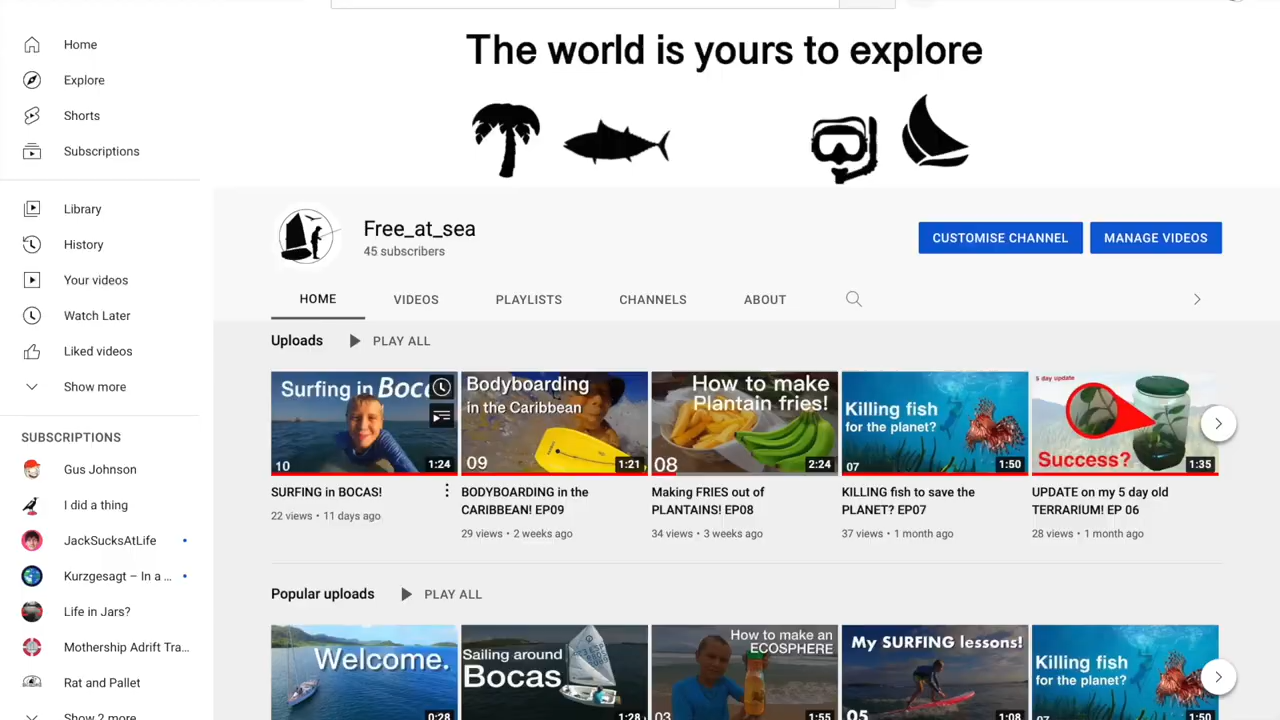 The world is yours to explore
Home
Explore
Shorts
Subscriptions
Library
History
Your videos
Watch Later
Liked videos
Show more
SUBSCRIPTIONS
Gus Johnson
I did a thing
JackSucksAtLife
Kurzgesagt – In a ...
Life in Jars?
Mothership Adrift Tra...
Rat and Pallet
Show 2 more
Free_at_sea
45 subscribers
CUSTOMISE CHANNEL
MANAGE VIDEOS
HOME
VIDEOS
PLAYLISTS
CHANNELS
ABOUT
Uploads
PLAY ALL
Surfing in Boc
10
1:24
SURFING in BOCAS!
22 views • 11 days ago
Bodyboarding
in the Caribbean
09
1:21
BODYBOARDING in the
CARIBBEAN! EP09
29 views • 2 weeks ago
How to make
Plantain fries!
08
2:24
Making FRIES out of
PLANTAINS! EP08
34 views • 3 weeks ago
Killing fish
for the planet?
07
1:50
KILLING fish to save the
PLANET? EP07
37 views • 1 month ago
5 day update
Success?
1:35
UPDATE on my 5 day old
TERRARIUM! EP 06
28 views • 1 month ago
Popular uploads
PLAY ALL
Welcome.
0:28
Sailing around
Bocas
1:28
How to make an
ECOSPHERE
03
1:55
My SURFING lessons!
05
1:08
Killing fish
for the planet?
07
1:50